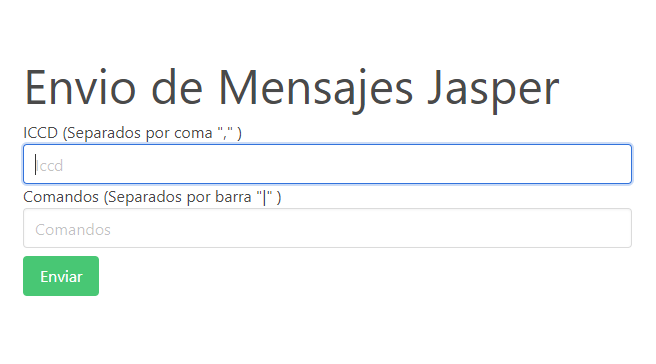 Envio de Mensajes Jasper
ICCD (Separados por coma "," )
Iccd
Comandos (Separados por barra "|" )
Comandos
Enviar